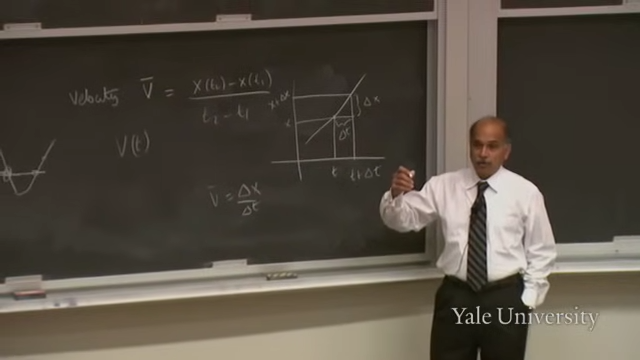 Velocity V̄ = x(t₂) - x(t₁)
t₂ - t₁
x+Δx
x
Δx
Δt
V(t)
t t+Δt
v̄ = Δx
Δt
Yale University